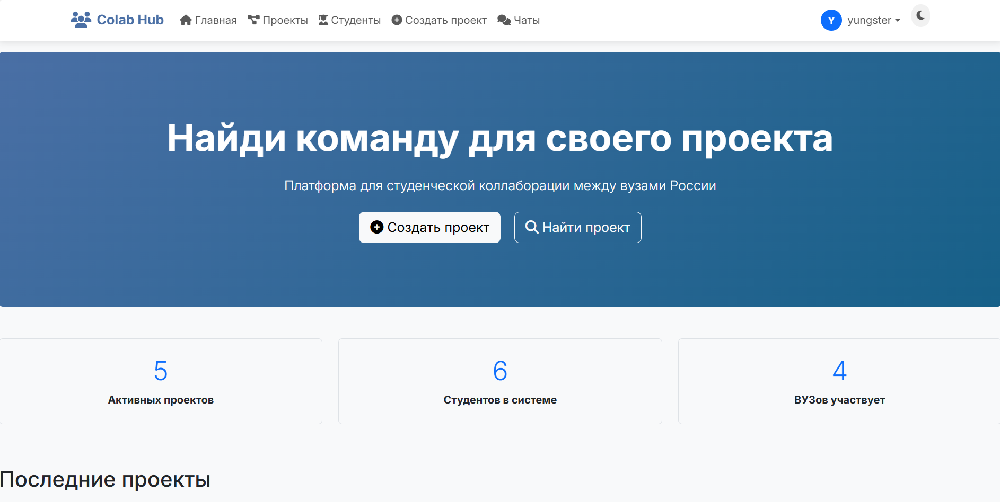 Colab Hub Главная Проекты Студенты Создать проект Чаты Y yungster
Найди команду для своего проекта
Платформа для студенческой коллаборации между вузами России
Создать проект Найти проект
5 6 4
Активных проектов Студентов в системе ВУЗов участвует
Последние проекты